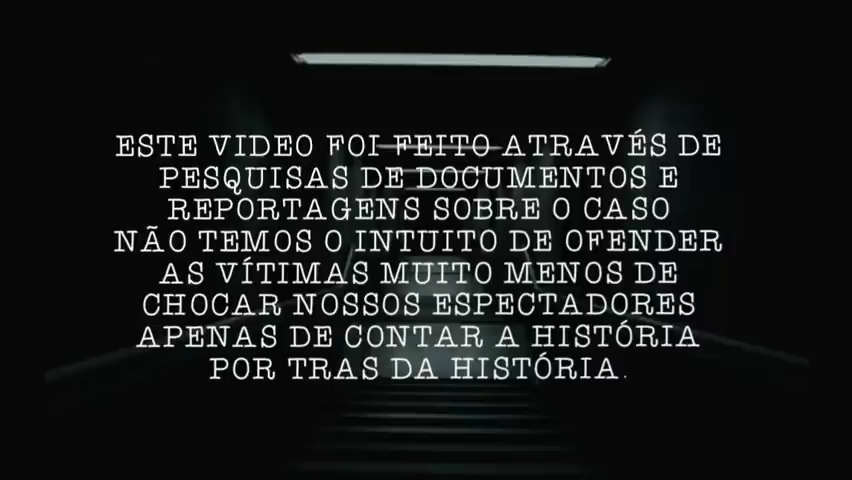 ESTE VIDEO FOI FEITO ATRAVÉS DE
PESQUISAS DE DOCUMENTOS E
REPORTAGENS SOBRE O CASO
NÃO TEMOS O INTUITO DE OFENDER
AS VÍTIMAS MUITO MENOS DE
CHOCAR NOSSOS ESPECTADORES
APENAS DE CONTAR A HISTÓRIA
POR TRAS DA HISTÓRIA.